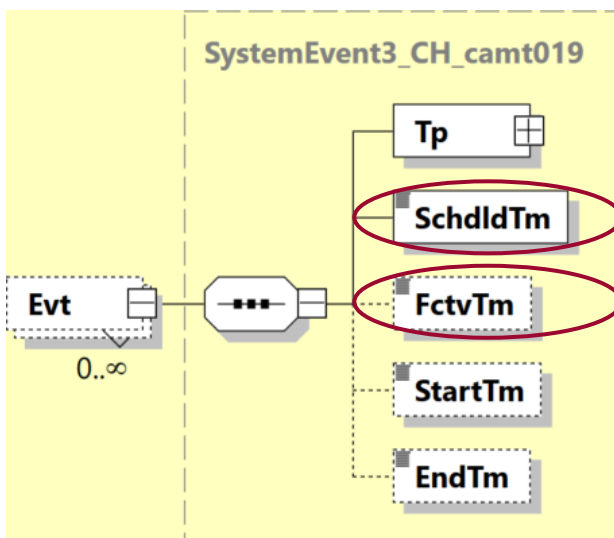 SystemEvent3_CH_camt019
Tp
SchdldTm
FctvTm
Evt
0..∞
StartTm
EndTm